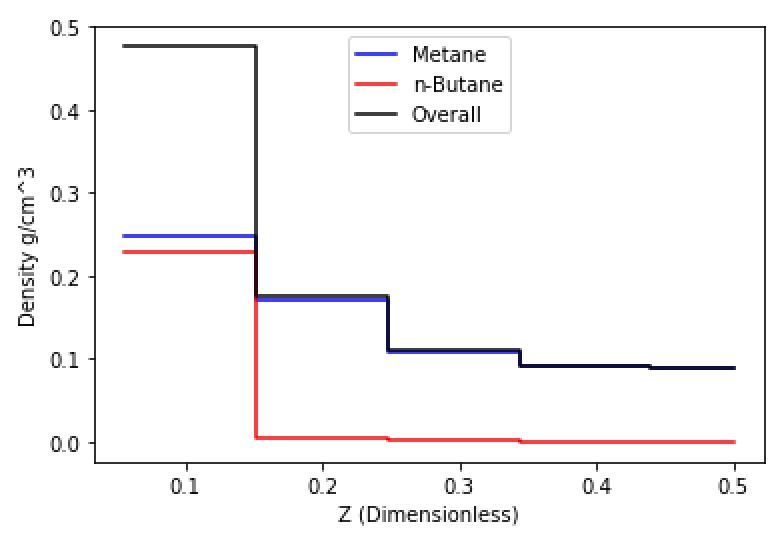 Density g/cm^3
0.5
0.4
0.3
0.2
0.1
0.0
Metane
n-Butane
Overall
0.1 0.2 0.3 0.4 0.5
Z (Dimensionless)